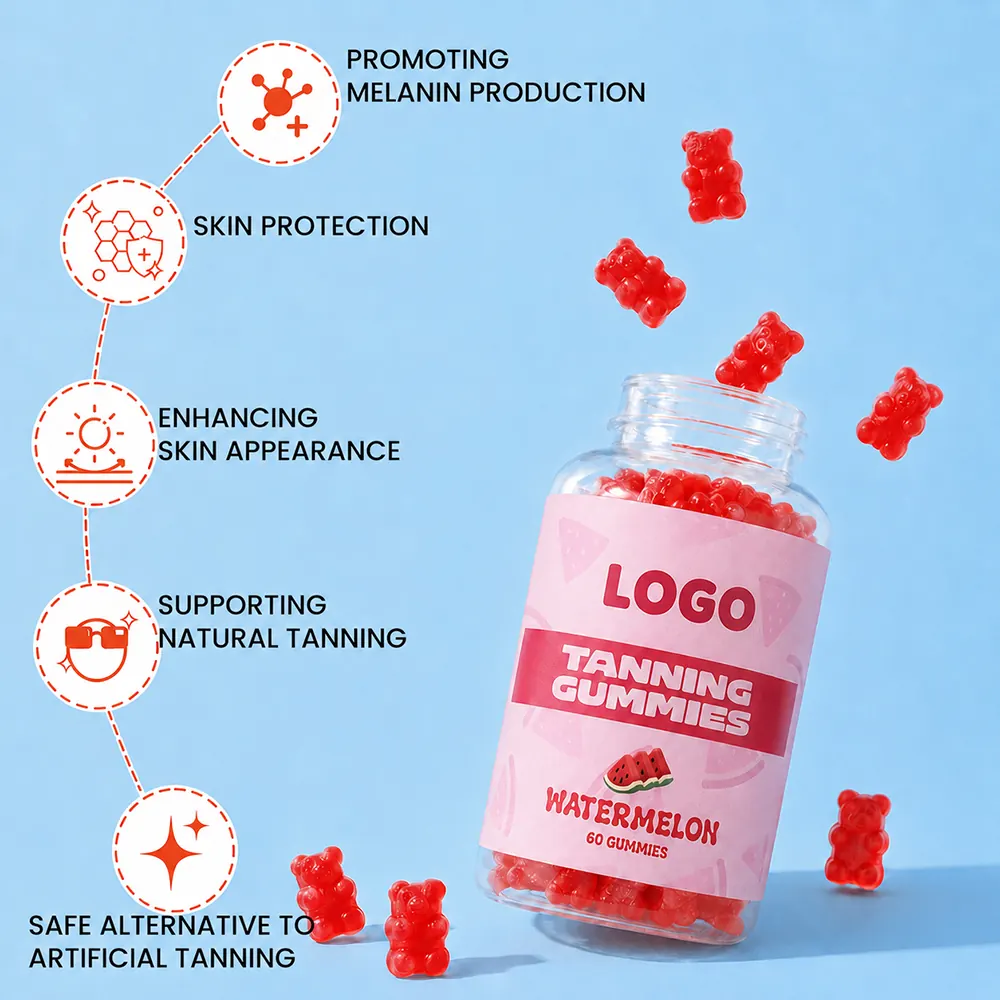 PROMOTING
MELANIN PRODUCTION
SKIN PROTECTION
ENHANCING
SKIN APPEARANCE
SUPPORTING
NATURAL TANNING
SAFE ALTERNATIVE TO
ARTIFICIAL TANNING
LOGO
TANNING
GUMMIES
WATERMELON
60 GUMMIES